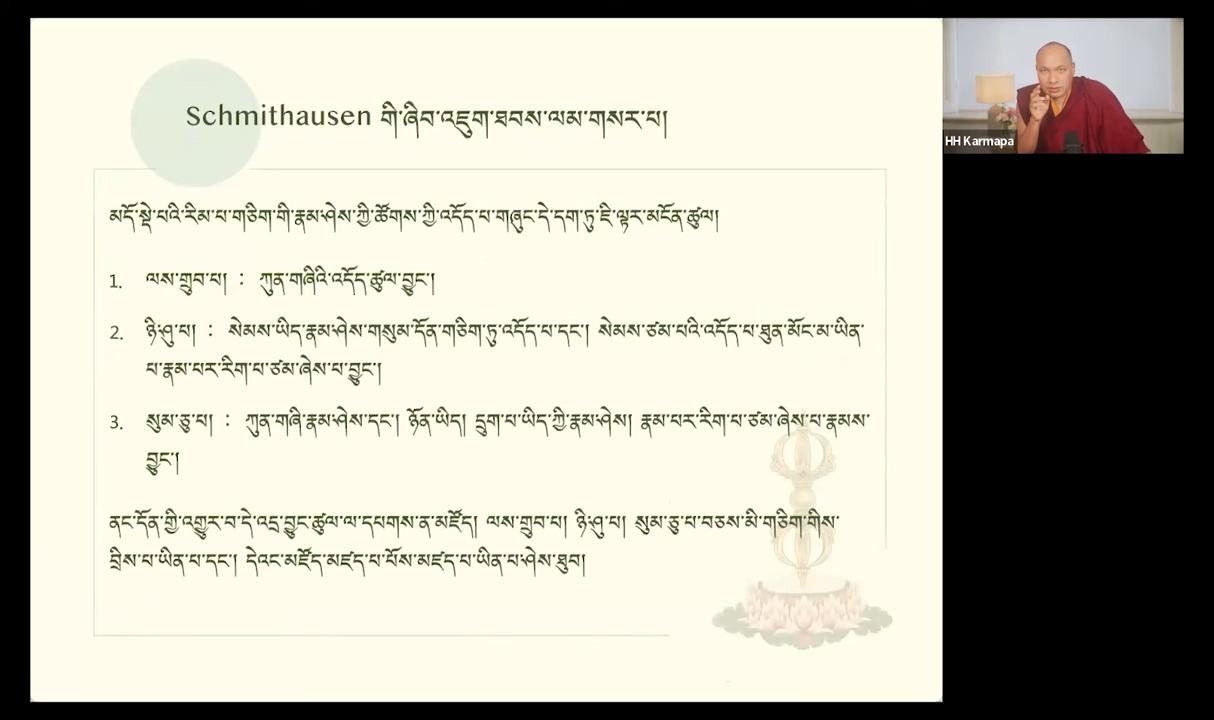 Schmithausen གི་ཞིབ་འཇུག་ཐབས་ལམ་གསར་པ།
HH Karmapa
མདོ་སྡེ་པའི་རིམ་པ་གཅིག་གི་རྣམ་ཤེས་ཀྱི་ཚོགས་ཀྱི་འདོད་པ་གཞུང་དེ་དག་ཏུ་ཇི་ལྟར་མངོན་ཚུལ།
1. ལས་གྲུབ་པ། : ཀུན་གཞིའི་འདོད་ཚུལ་བྱུང་།
2. ཉི་ཤུ་པ། : སེམས་ཡིད་རྣམ་ཤེས་གསུམ་དོན་གཅིག་ཏུ་འདོད་པ་དང་། སེམས་ཙམ་པའི་འདོད་པ་ཐུན་མོང་མ་ཡིན་
པ་རྣམ་པར་རིག་པ་ཙམ་ཞེས་པ་བྱུང་།
3. སུམ་ཅུ་པ། : ཀུན་གཞི་རྣམ་ཤེས་དང་། ཉོན་ཡིད། དྲུག་པ་ཡིད་ཀྱི་རྣམ་ཤེས། རྣམ་པར་རིག་པ་ཙམ་ཞེས་པ་རྣམས་
བྱུང་།
ནང་དོན་གྱི་འགྱུར་བ་དེ་འདྲ་བྱུང་ཚུལ་ལ་དཔགས་ན་མཛོད། ལས་གྲུབ་པ། ཉི་ཤུ་པ། སུམ་ཅུ་པ་བཅས་མི་གཅིག་གིས་
བྲིས་པ་ཡིན་པ་དང་། དེའང་མཛོད་མཛད་པ་པོས་མཛད་པ་ཡིན་པ་ཤེས་ཐུབ།